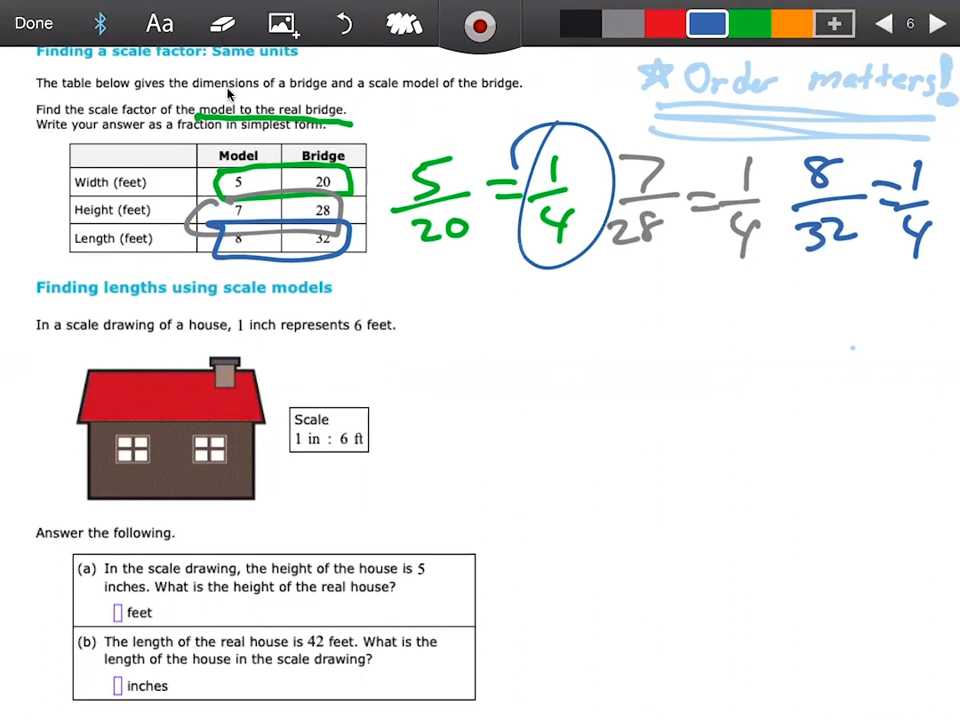 Done Aa 6
Finding a scale factor: Same units
The table below gives the dimensions of a bridge and a scale model of the bridge.
Find the scale factor of the model to the real bridge.
Write your answer as a fraction in simplest form.
Order matters!
Model Bridge
Width (feet) 5 20
Height (feet) 7 28
Length (feet) 8 32
5/20 = 1/4 7/28 = 1/4 8/32 = 1/4
Finding lengths using scale models
In a scale drawing of a house, 1 inch represents 6 feet.
Scale
1 in : 6 ft
Answer the following.
(a) In the scale drawing, the height of the house is 5
inches. What is the height of the real house?
feet
(b) The length of the real house is 42 feet. What is the
length of the house in the scale drawing?
inches